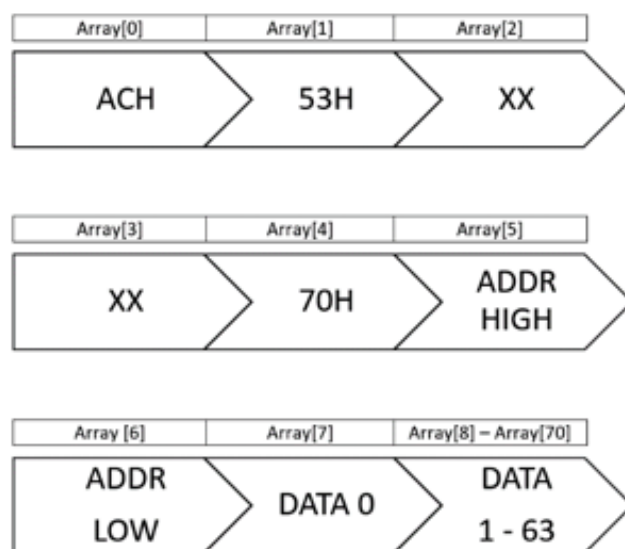 Array[0] Array[1] Array[2]
ACH 53H XX
Array[3] Array[4] Array[5]
XX 70H ADDR
HIGH
Array [6] Array[7] Array[8] – Array[70]
ADDR DATA 0 DATA
LOW 1 - 63